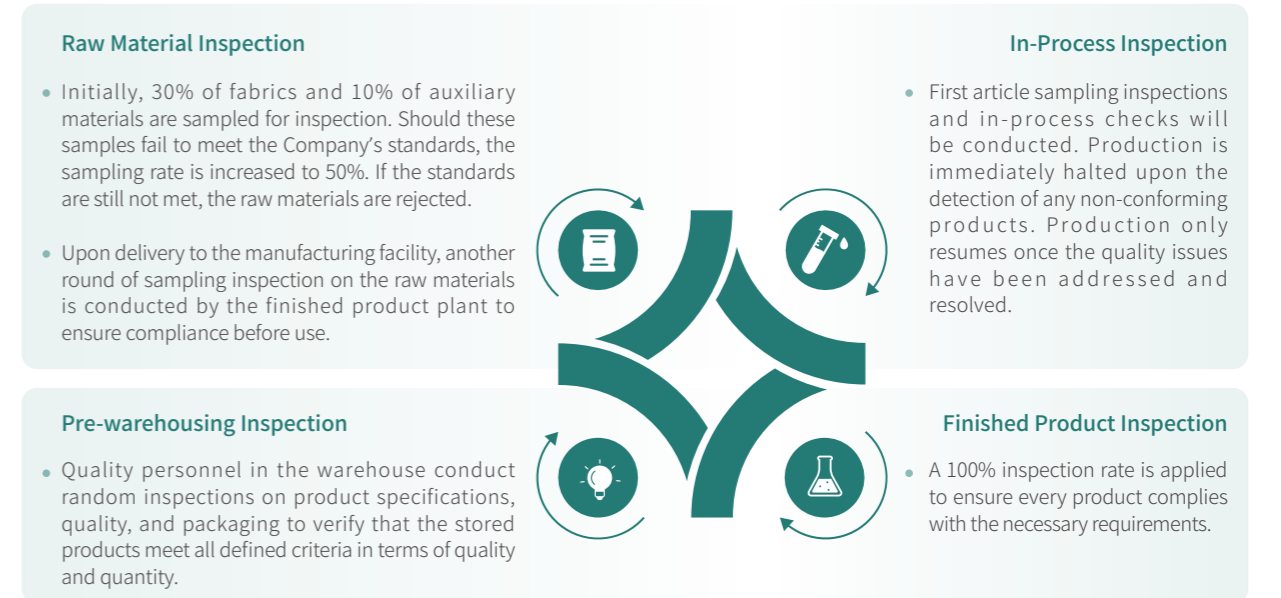 Raw Material Inspection
Initially, 30% of fabrics and 10% of auxiliary
materials are sampled for inspection. Should these
samples fail to meet the Company's standards, the
sampling rate is increased to 50%. If the standards
are still not met, the raw materials are rejected.
Upon delivery to the manufacturing facility, another
round of sampling inspection on the raw materials
is conducted by the finished product plant to
ensure compliance before use.
In-Process Inspection
First article sampling inspections
and in-process checks will
be conducted. Production is
immediately halted upon the
detection of any non-conforming
products. Production only
resumes once the quality issues
have been addressed and
resolved.
Pre-warehousing Inspection
Quality personnel in the warehouse conduct
random inspections on product specifications,
quality, and packaging to verify that the stored
products meet all defined criteria in terms of quality
and quantity.
Finished Product Inspection
A 100% inspection rate is applied
to ensure every product complies
with the necessary requirements.